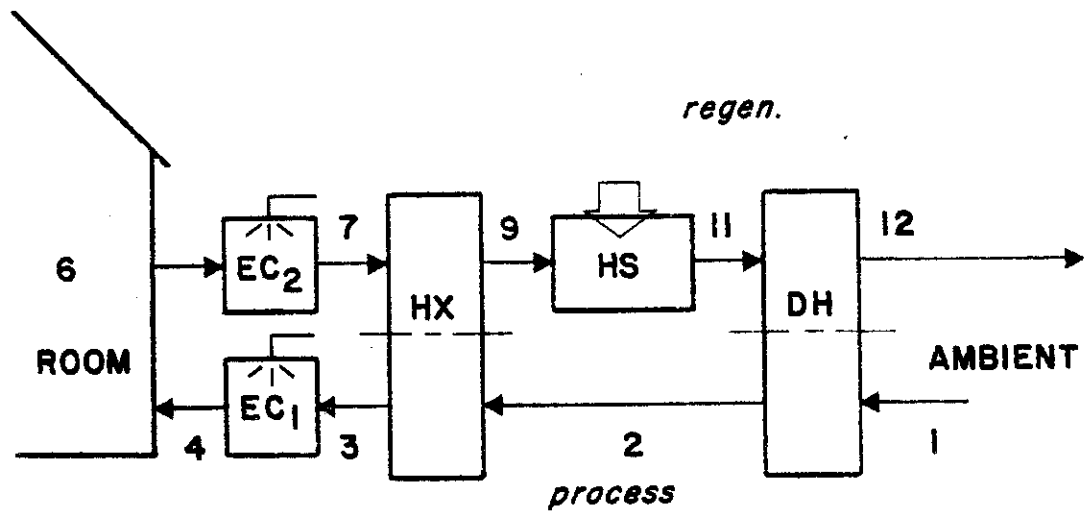 regen.
7 9 11 12
6 EC₂ HX HS DH
ROOM EC₁ AMBIENT
4 3 2 1
process